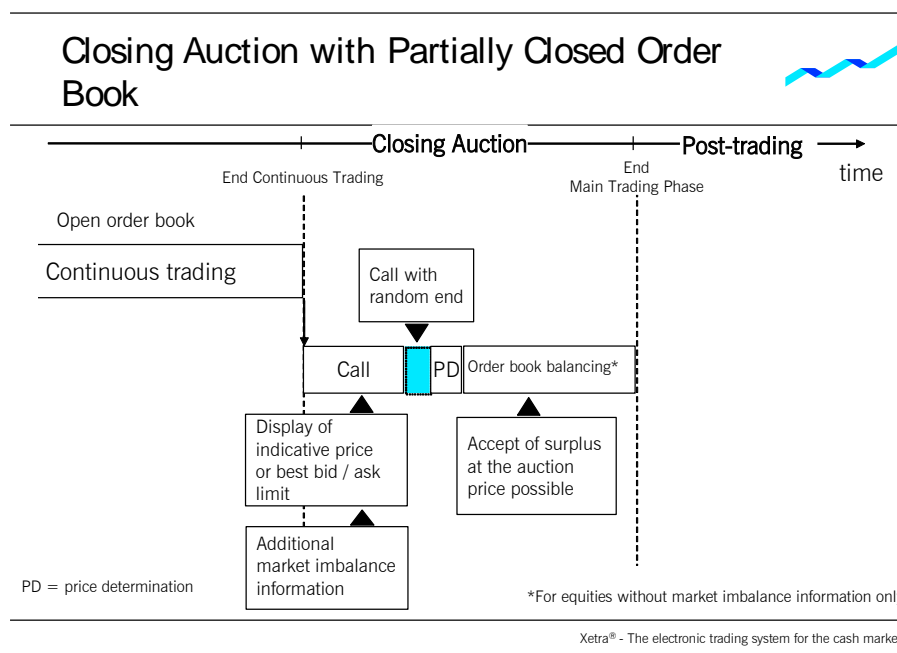 Closing Auction with Partially Closed Order
Book
Closing Auction
Post-trading
time
End Continuous Trading
End
Main Trading Phase
Open order book
Continuous trading
Call with
random end
Call
PD
Order book balancing*
Display of
indicative price
or best bid / ask
limit
Accept of surplus
at the auction
price possible
Additional
market imbalance
information
PD = price determination
*For equities without market imbalance information onl
Xetra® - The electronic trading system for the cash marke